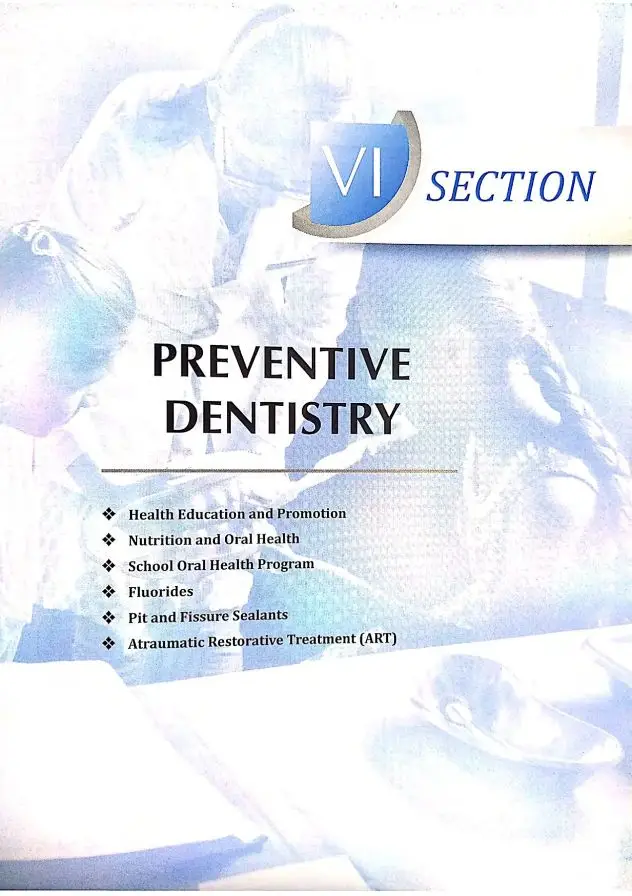 VI SECTION
PREVENTIVE
DENTISTRY
❖ Health Education and Promotion
❖ Nutrition and Oral Health
❖ School Oral Health Program
❖ Fluorides
❖ Pit and Fissure Sealants
❖ Atraumatic Restorative Treatment (ART)